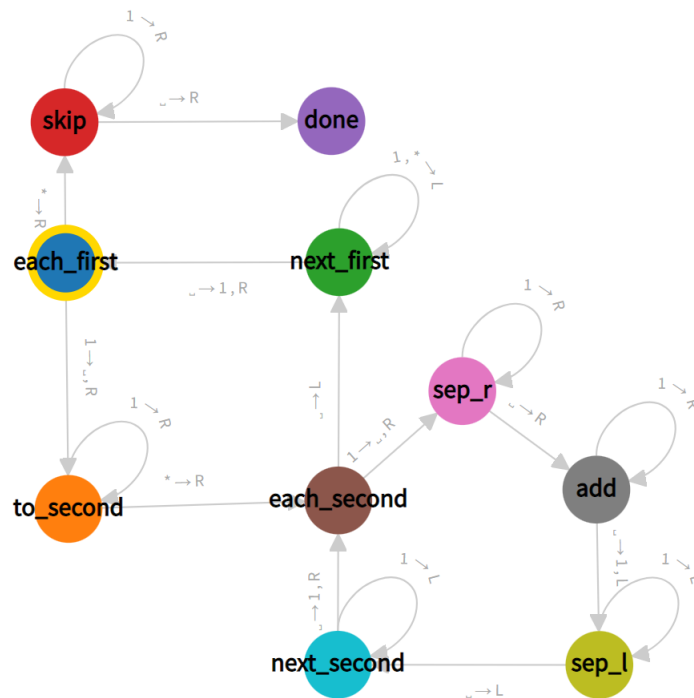 1→R
skip
␣→R
done
*→R
1,*→L
each_first
next_first
␣→1,R
1→␣,R
1→R
sep_r
␣→L
1→R
␣→R
1→R
1→␣,R
add
to_second
*→R
each_second
␣→1,L
␣→1,R
1→L
1→L
next_second
␣→L
sep_l